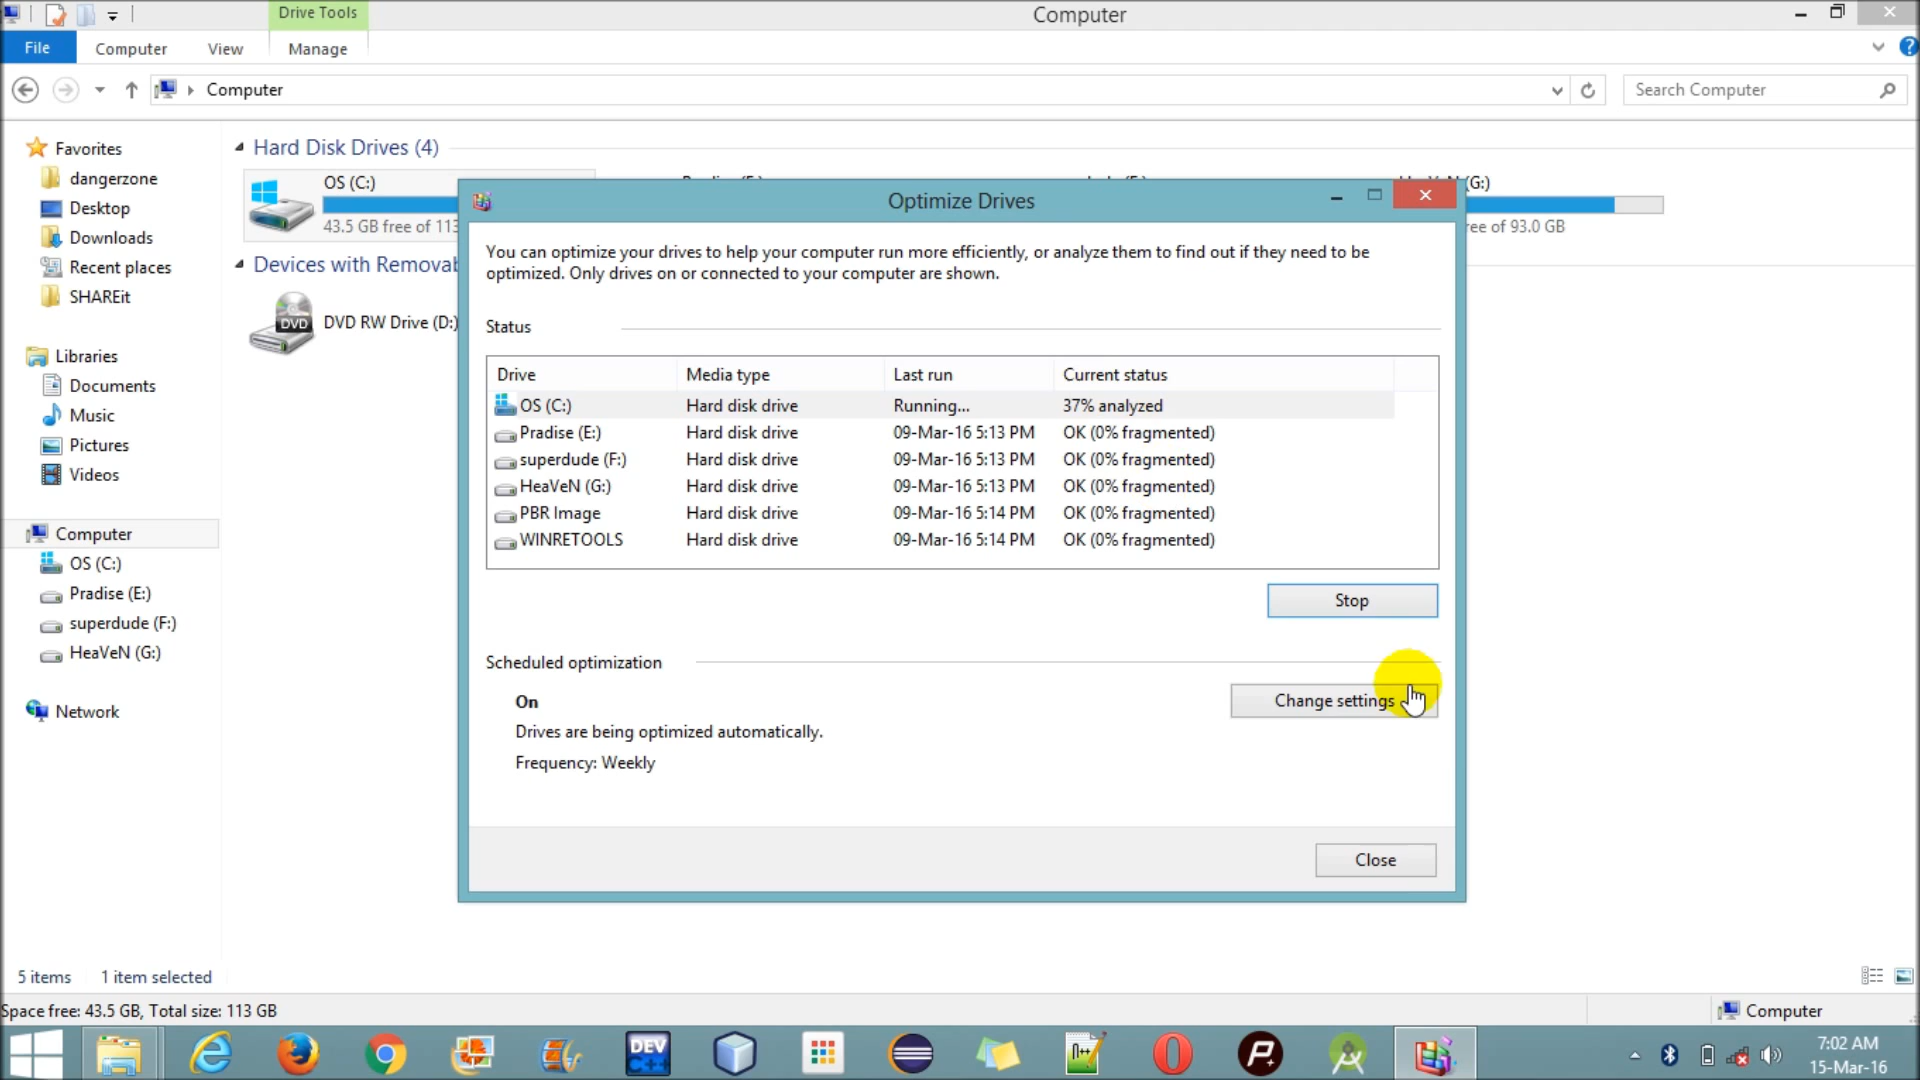 Drive Tools
Computer
File
Computer
View
Manage
Computer
Search Computer
Favorites
dangerzone
Desktop
Downloads
Recent places
SHAREit
Libraries
Documents
Music
Pictures
Videos
Computer
OS (C:)
Pradise (E:)
superdude (F:)
HeaVeN (G:)
Network
Hard Disk Drives (4)
OS (C:)
43.5 GB free of 113
(G:)
ree of 93.0 GB
Devices with Removab
DVD
DVD RW Drive (D:)
Optimize Drives
You can optimize your drives to help your computer run more efficiently, or analyze them to find out if they need to be
optimized. Only drives on or connected to your computer are shown.
Status
Drive Media type Last run Current status
OS (C:) Hard disk drive Running... 37% analyzed
Pradise (E:) Hard disk drive 09-Mar-16 5:13 PM OK (0% fragmented)
superdude (F:) Hard disk drive 09-Mar-16 5:13 PM OK (0% fragmented)
HeaVeN (G:) Hard disk drive 09-Mar-16 5:13 PM OK (0% fragmented)
PBR Image Hard disk drive 09-Mar-16 5:14 PM OK (0% fragmented)
WINRETOOLS Hard disk drive 09-Mar-16 5:14 PM OK (0% fragmented)
Stop
Scheduled optimization
On
Change settings
Drives are being optimized automatically.
Frequency: Weekly
Close
5 items 1 item selected
Space free: 43.5 GB, Total size: 113 GB
Computer
DEV
C++
7:02 AM
15-Mar-16